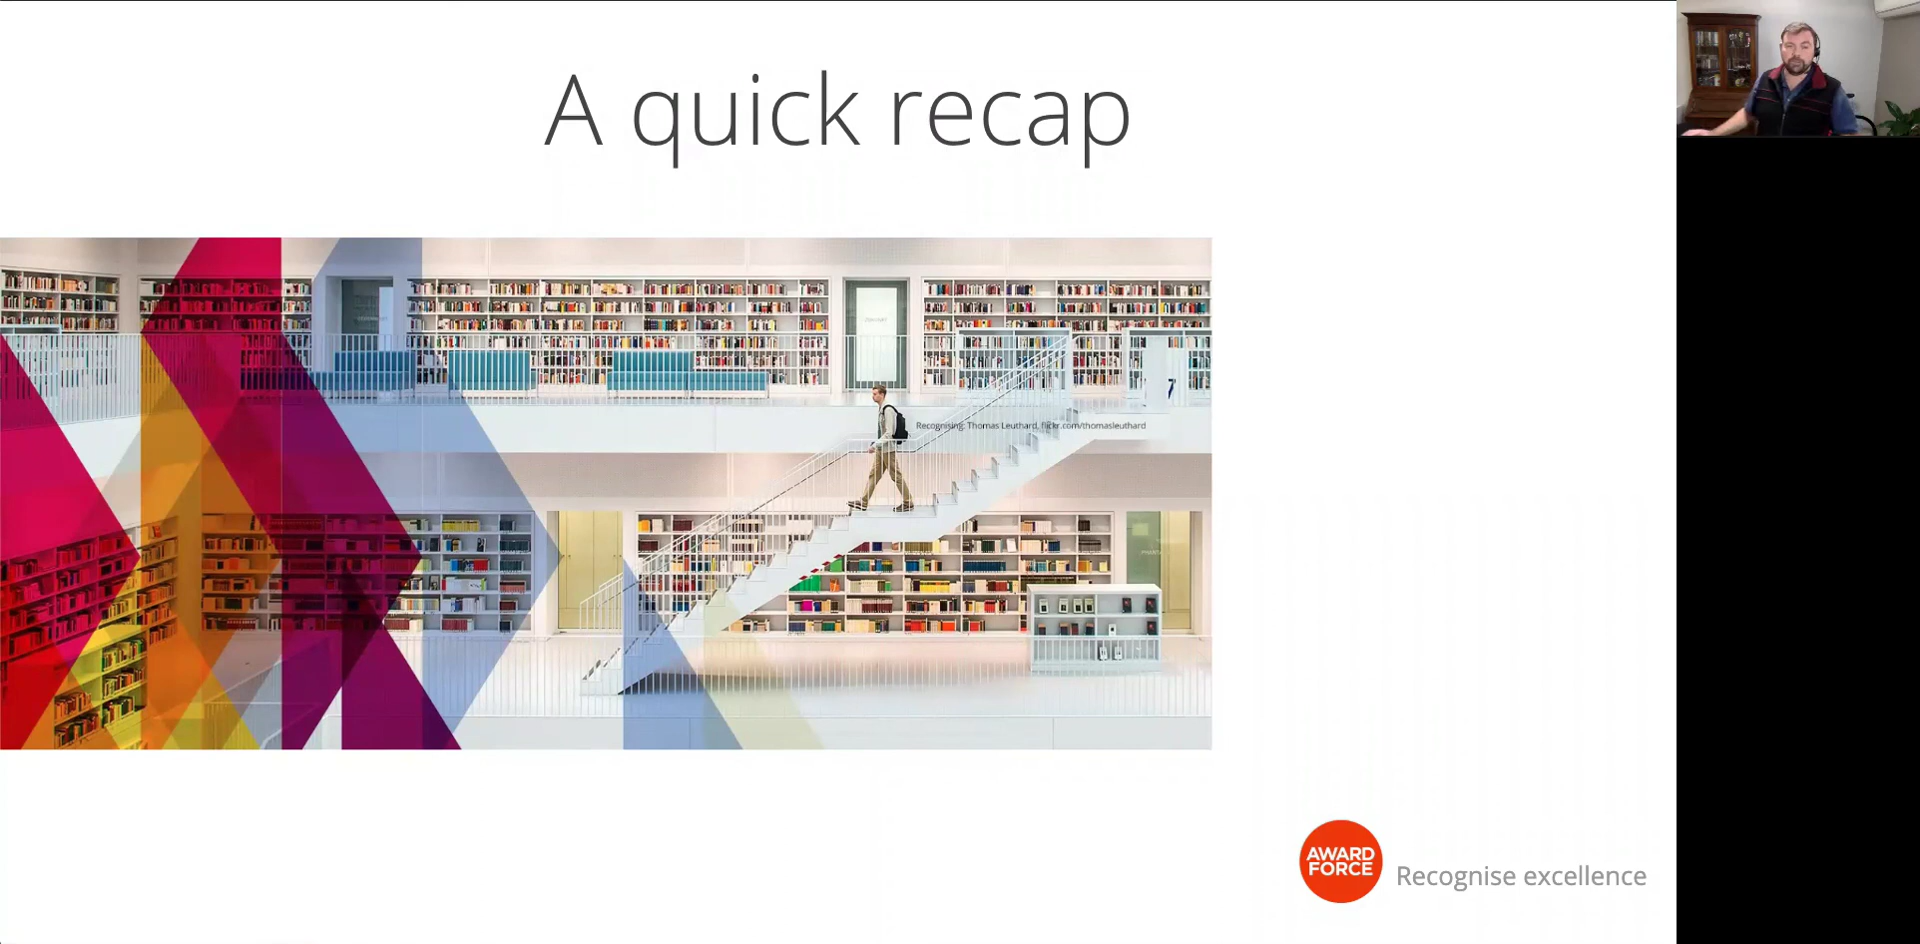 A quick recap
Recognising: Thomas Leuthard, flickr.com/thomasleuthard
AWARD
FORCE
Recognise excellence